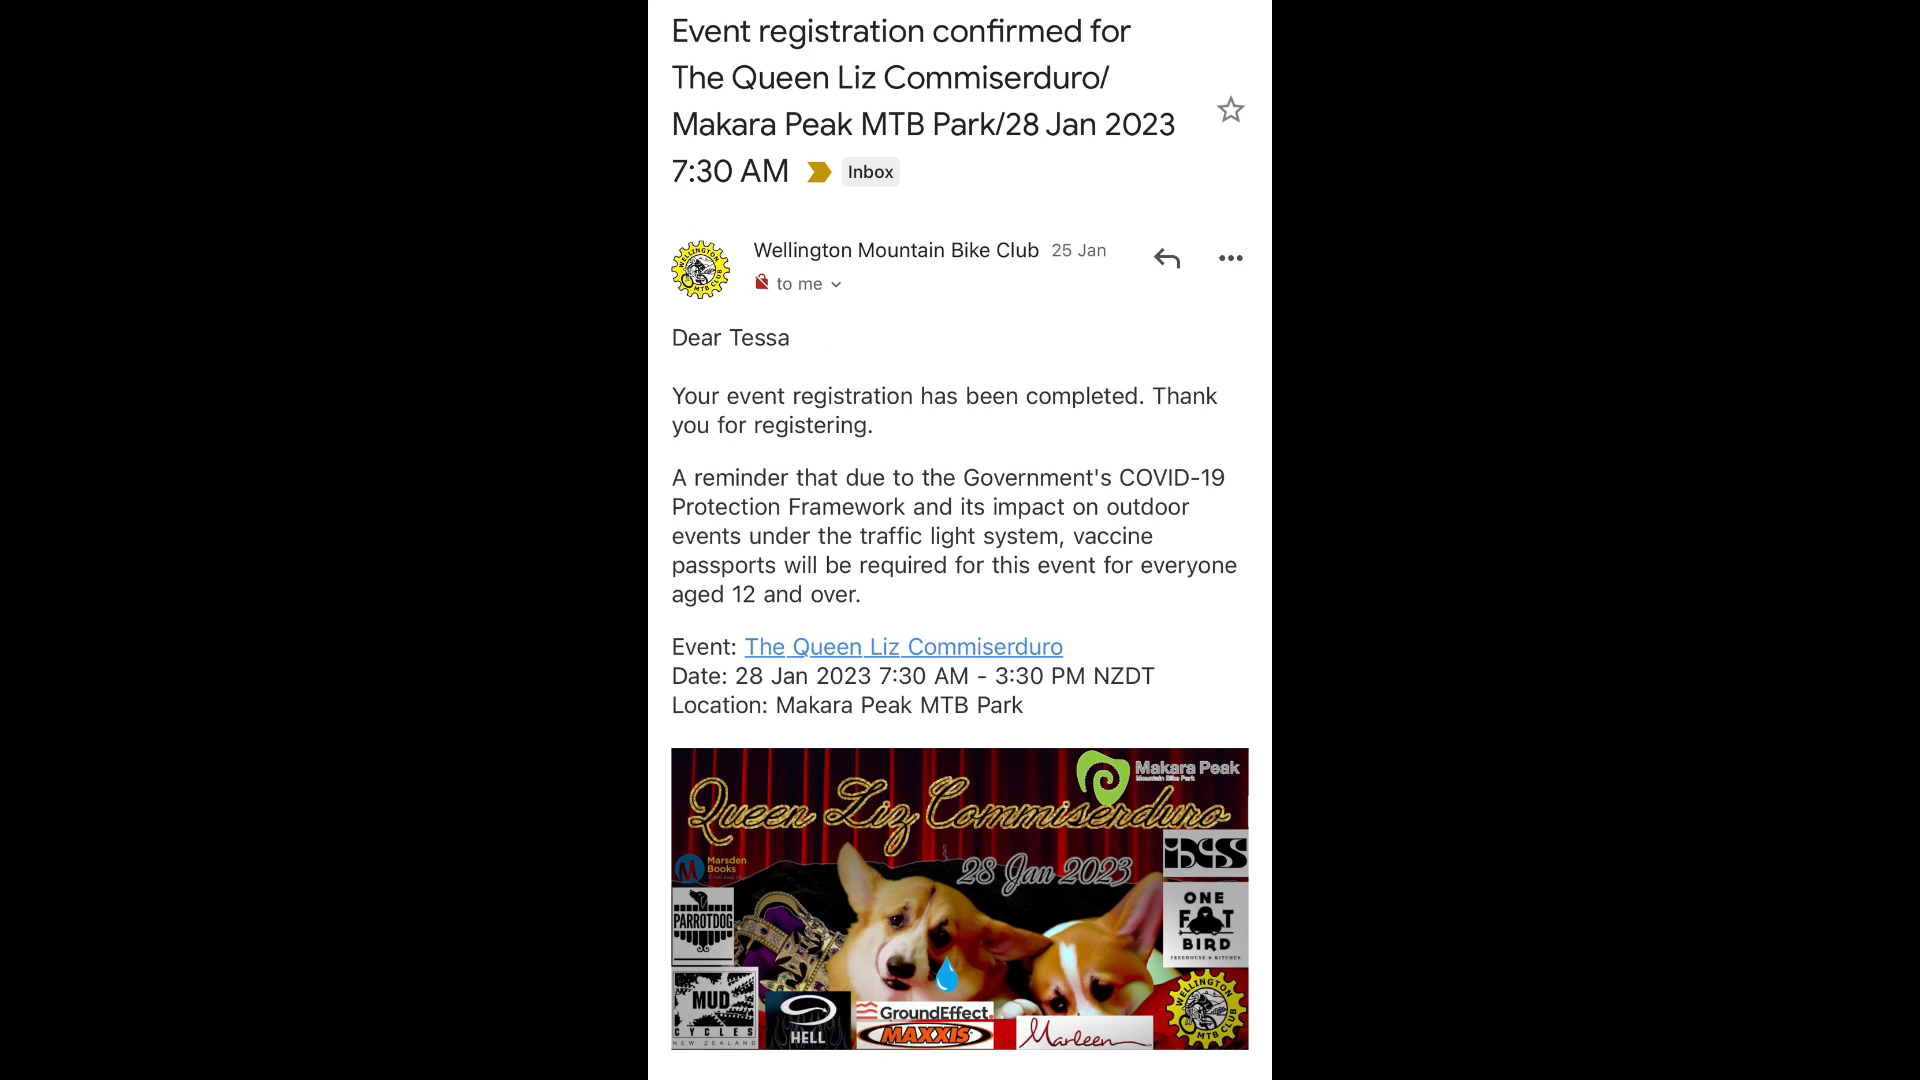 Event registration confirmed for
The Queen Liz Commiserduro/
Makara Peak MTB Park/28 Jan 2023
7:30 AM Inbox
Wellington Mountain Bike Club 25 Jan
to me
Dear Tessa
Your event registration has been completed. Thank
you for registering.
A reminder that due to the Government's COVID-19
Protection Framework and its impact on outdoor
events under the traffic light system, vaccine
passports will be required for this event for everyone
aged 12 and over.
Event: The Queen Liz Commiserduro
Date: 28 Jan 2023 7:30 AM - 3:30 PM NZDT
Location: Makara Peak MTB Park
Makara Peak
Mountain Bike Park
Queen Liz Commiserduro
28 Jan 2023
Marsden
Books
iXS
PARROTDOG
ONE
FAT
BIRD
FREEHOUSE & KITCHEN
MUD
CYCLES
NEW ZEALAND
HELL
GroundEffect
MAXXIS
Marleen
WELLINGTON
MTB CLUB